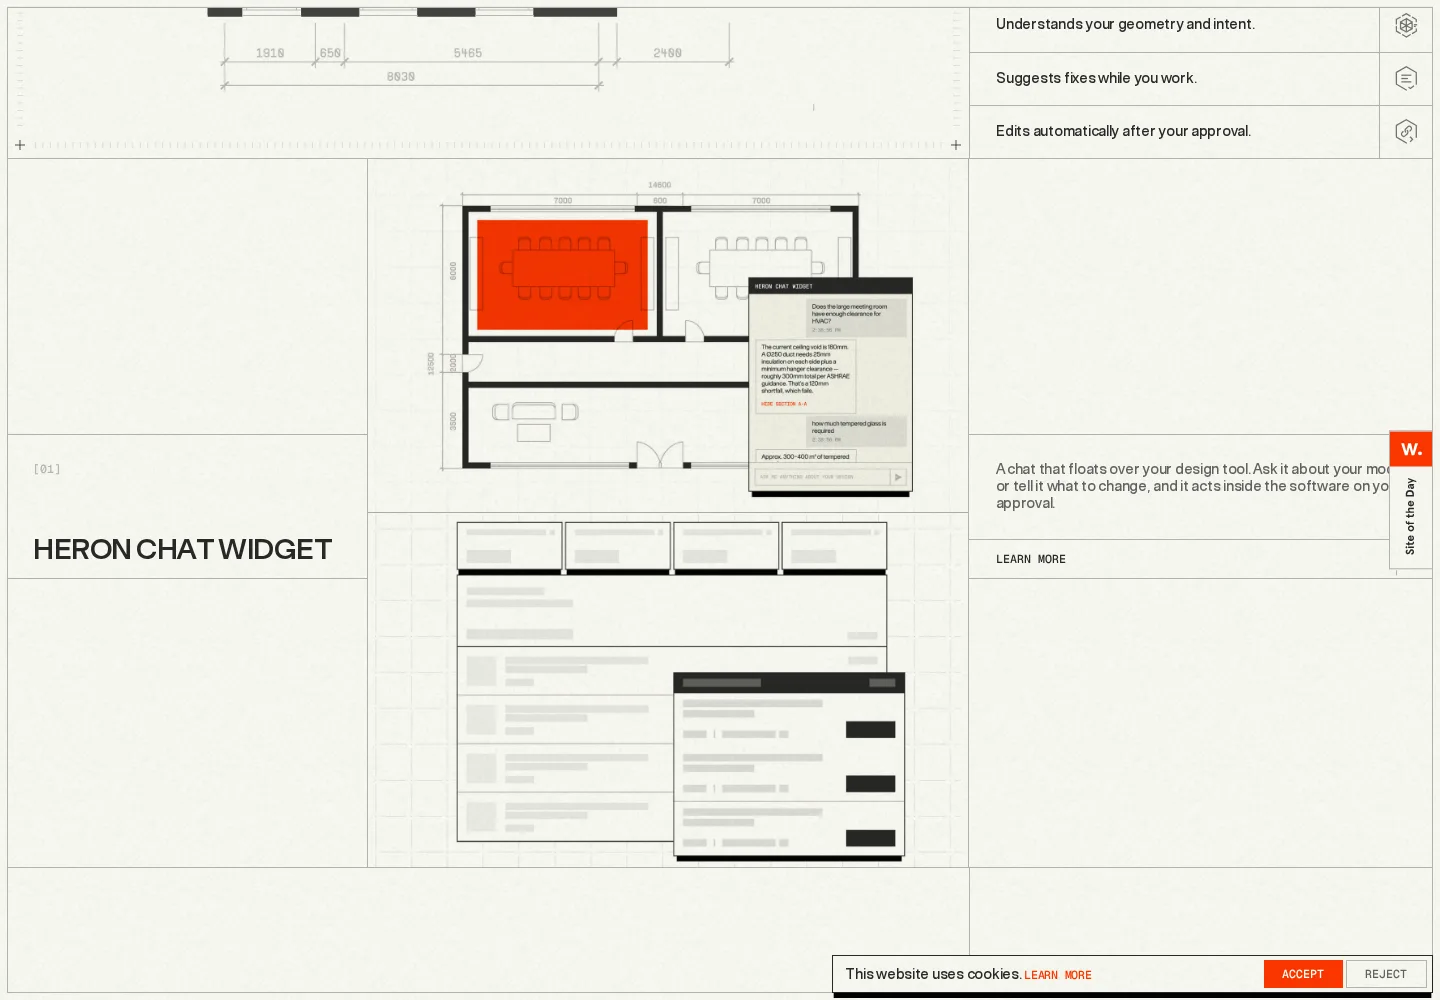 1910
650
5465
2400
8030
Understands your geometry and intent.
Suggests fixes while you work.
Edits automatically after your approval.
14600
7000
600
7000
6000
12500
2000
3500
HERON CHAT WIDGET
Does the large meeting room
have enough clearance for
HVAC?
The current ceiling void is 180mm.
A Ø250 duct needs 25mm
insulation on each side plus a
minimum hanger clearance —
roughly 300mm total per ASHRAE
guidance. That's a 120mm
shortfall, which fails.
how much tempered glass is
required
Approx. 300-400 m² of tempered
[01]
HERON CHAT WIDGET
A chat that floats over your design tool. Ask it about your
or tell it what to change, and it acts inside the software on
approval.
LEARN MORE
W.
Site of the Day
This website uses cookies. LEARN MORE
ACCEPT
REJECT